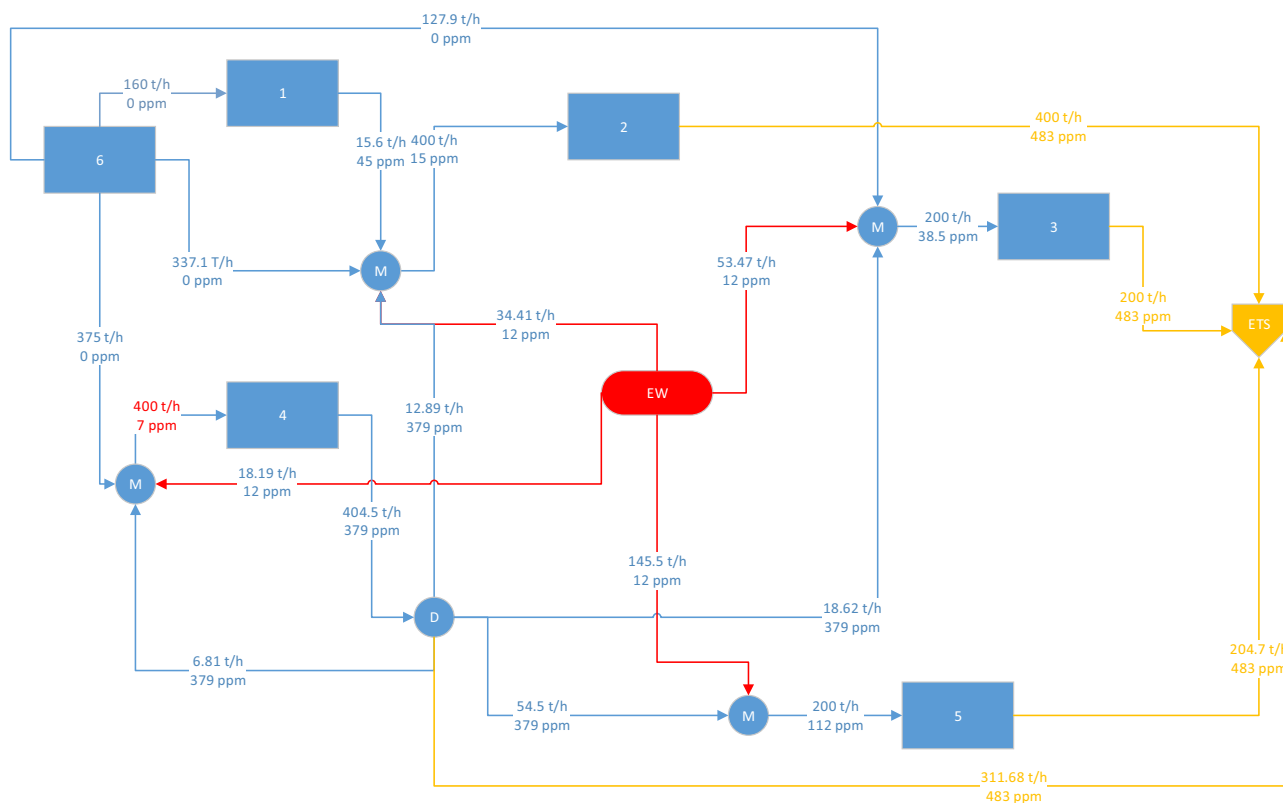 127.9 t/h
0 ppm
160 t/h
0 ppm
1
2
400 t/h
483 ppm
15.6 t/h
45 ppm
400 t/h
15 ppm
6
M
200 t/h
38.5 ppm
3
337.1 T/h
0 ppm
M
53.47 t/h
12 ppm
200 t/h
483 ppm
34.41 t/h
12 ppm
ETS
375 t/h
0 ppm
EW
400 t/h
7 ppm
4
12.89 t/h
379 ppm
M
18.19 t/h
12 ppm
404.5 t/h
379 ppm
145.5 t/h
12 ppm
D
18.62 t/h
379 ppm
6.81 t/h
379 ppm
204.7 t/h
483 ppm
54.5 t/h
379 ppm
M
200 t/h
112 ppm
5
311.68 t/h
483 ppm